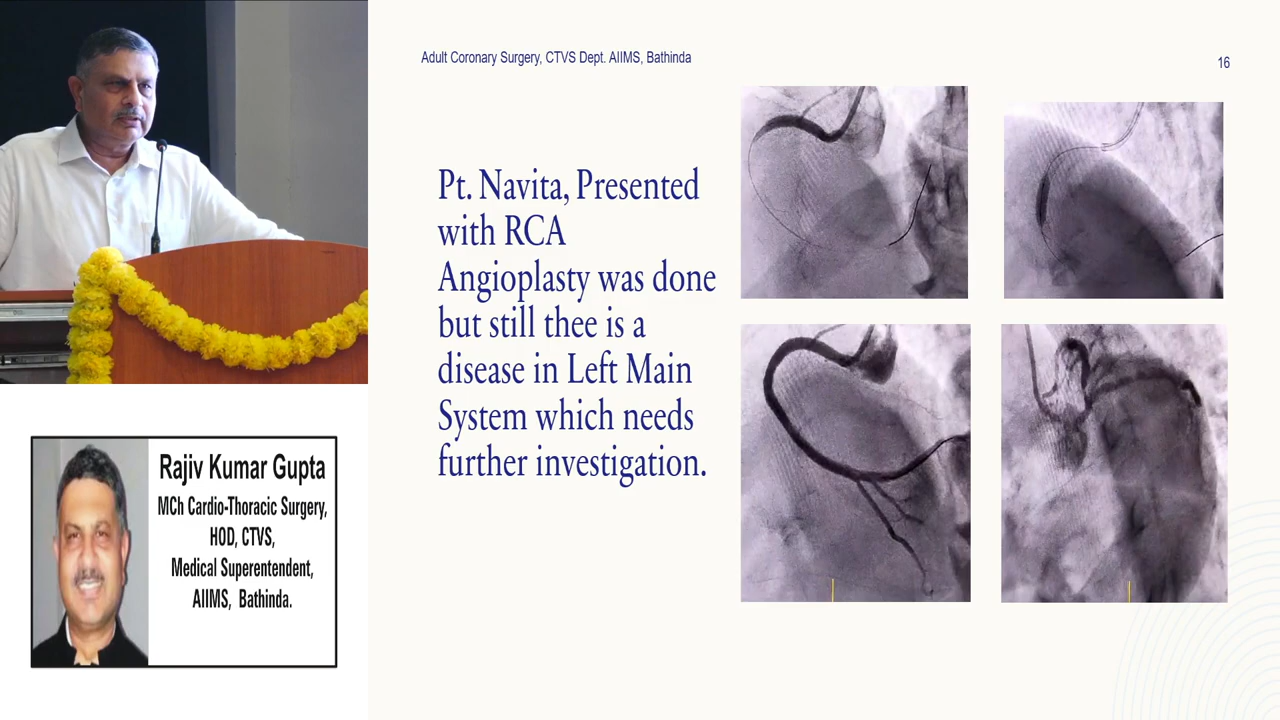 Adult Coronary Surgery, CTVS Dept. AIIMS, Bathinda
16
Pt. Navita, Presented
with RCA
Angioplasty was done
but still thee is a
disease in Left Main
System which needs
further investigation.
Rajiv Kumar Gupta
MCh Cardio-Thoracic Surgery,
HOD, CTVS,
Medical Superentendent,
AIIMS, Bathinda.